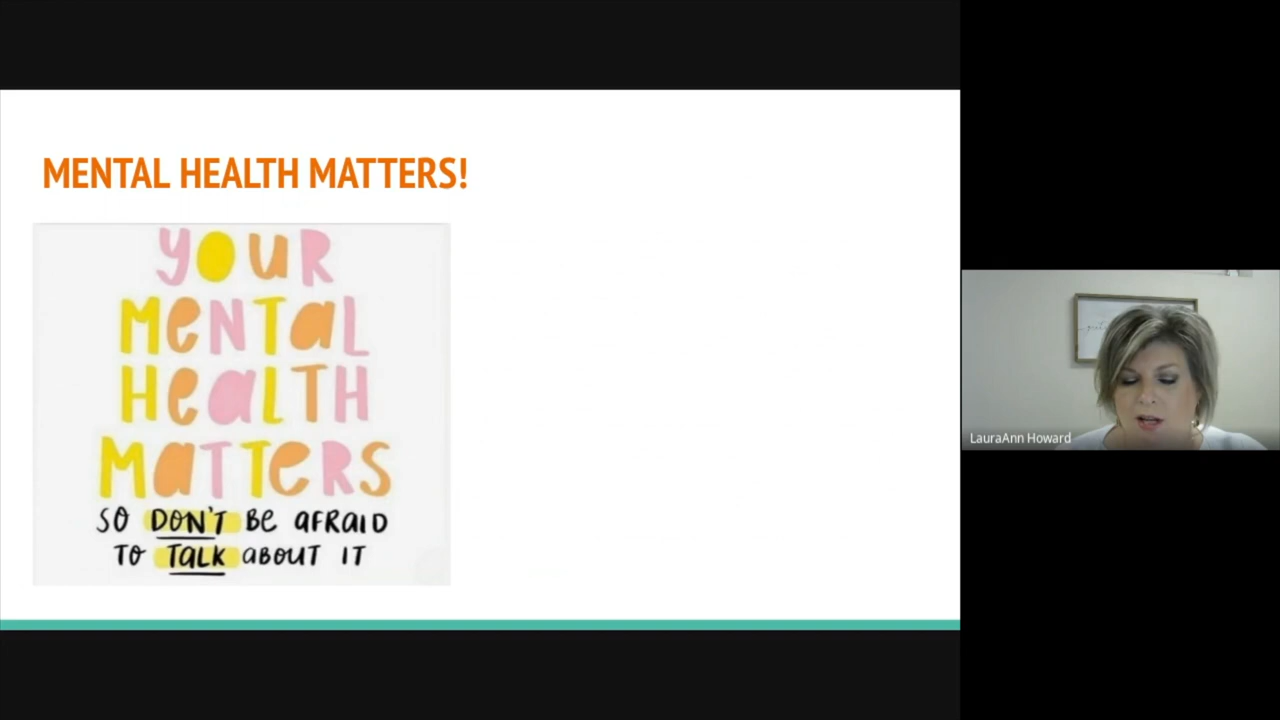 MENTAL HEALTH MATTERS!
YOUR
MeNTaL
HeaLTH
MaTTeRS
SO DON'T Be AFRAID
TO TALK aBOUT IT
LauraAnn Howard